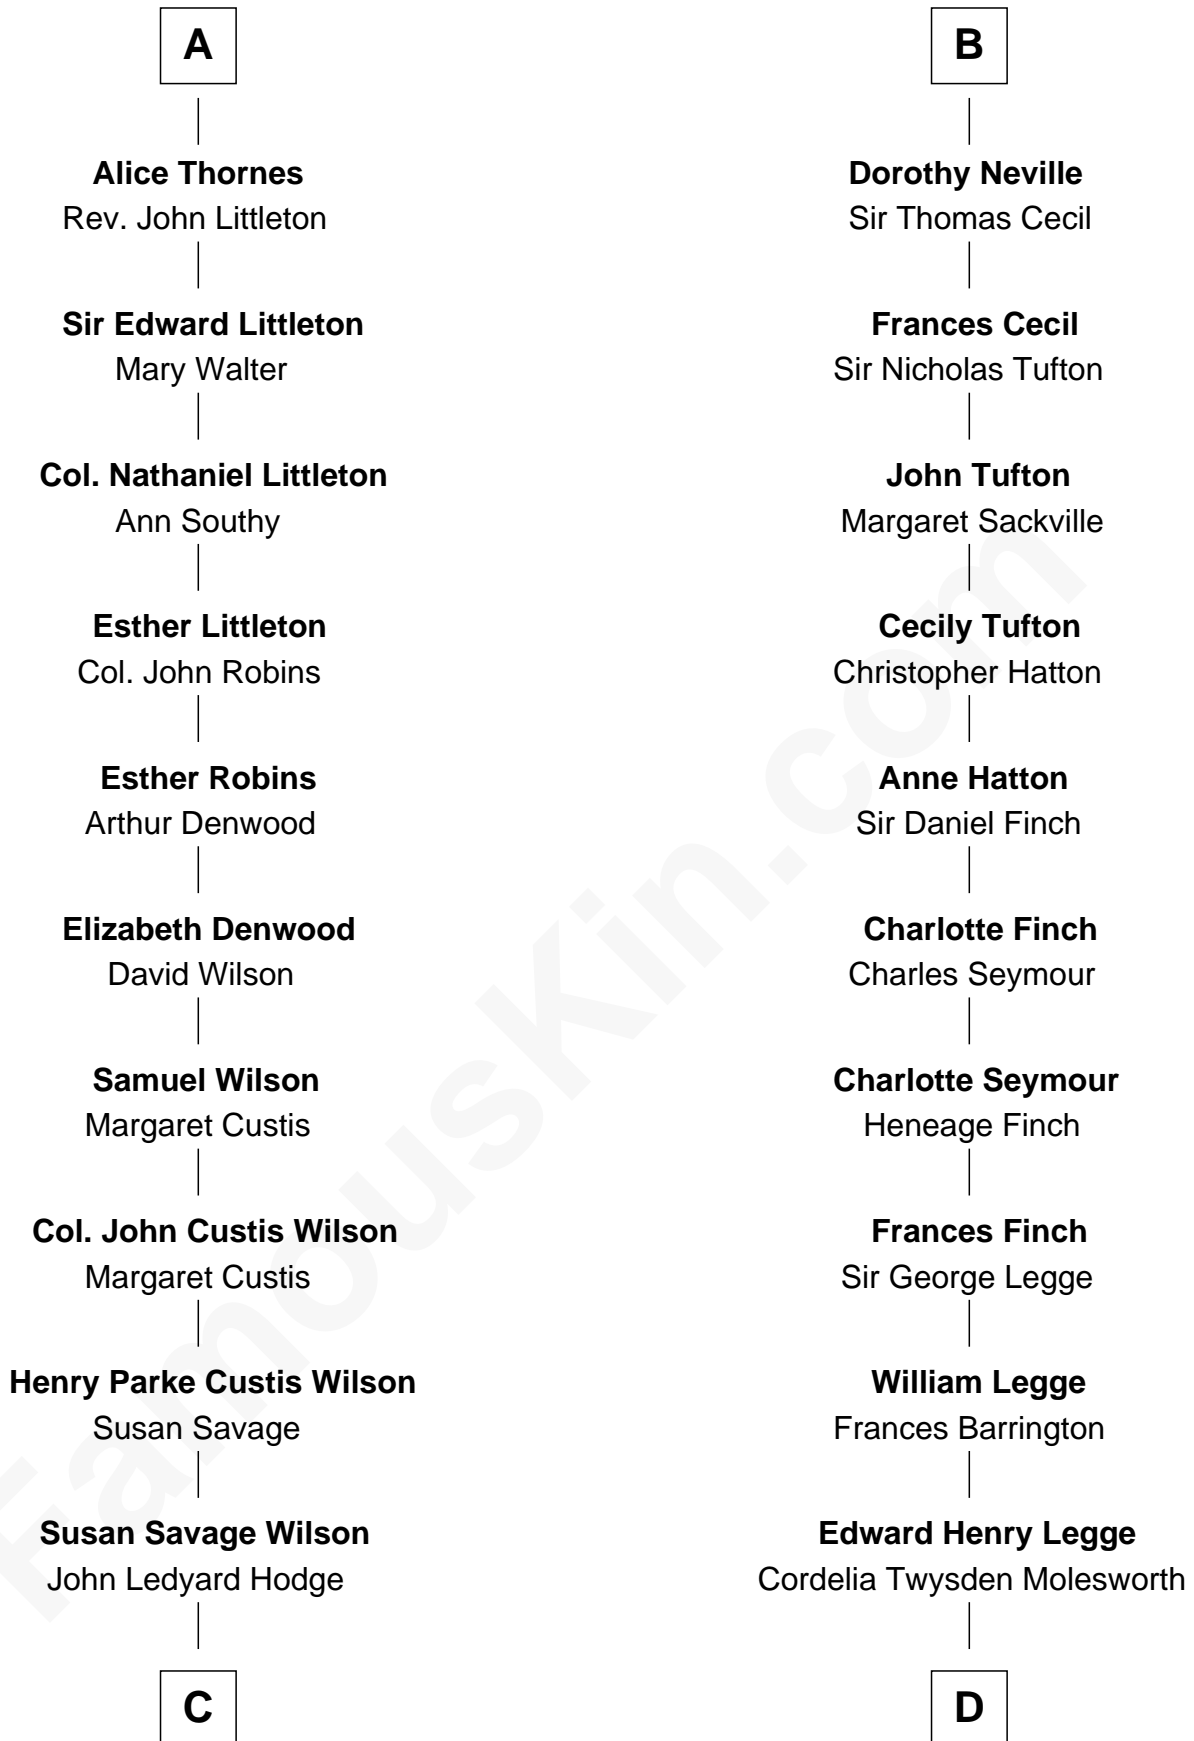 A
Alice Thornes
Rev. John Littleton
Sir Edward Littleton
Mary Walter
Col. Nathaniel Littleton
Ann Southy
Esther Littleton
Col. John Robins
Esther Robins
Arthur Denwood
Elizabeth Denwood
David Wilson
Samuel Wilson
Margaret Custis
Col. John Custis Wilson
Margaret Custis
Henry Parke Custis Wilson
Susan Savage
Susan Savage Wilson
John Ledyard Hodge
C
B
Dorothy Neville
Sir Thomas Cecil
Frances Cecil
Sir Nicholas Tufton
John Tufton
Margaret Sackville
Cecily Tufton
Christopher Hatton
Anne Hatton
Sir Daniel Finch
Charlotte Finch
Charles Seymour
Charlotte Seymour
Heneage Finch
Frances Finch
Sir George Legge
William Legge
Frances Barrington
Edward Henry Legge
Cordelia Twysden Molesworth
D
FamousKin.com